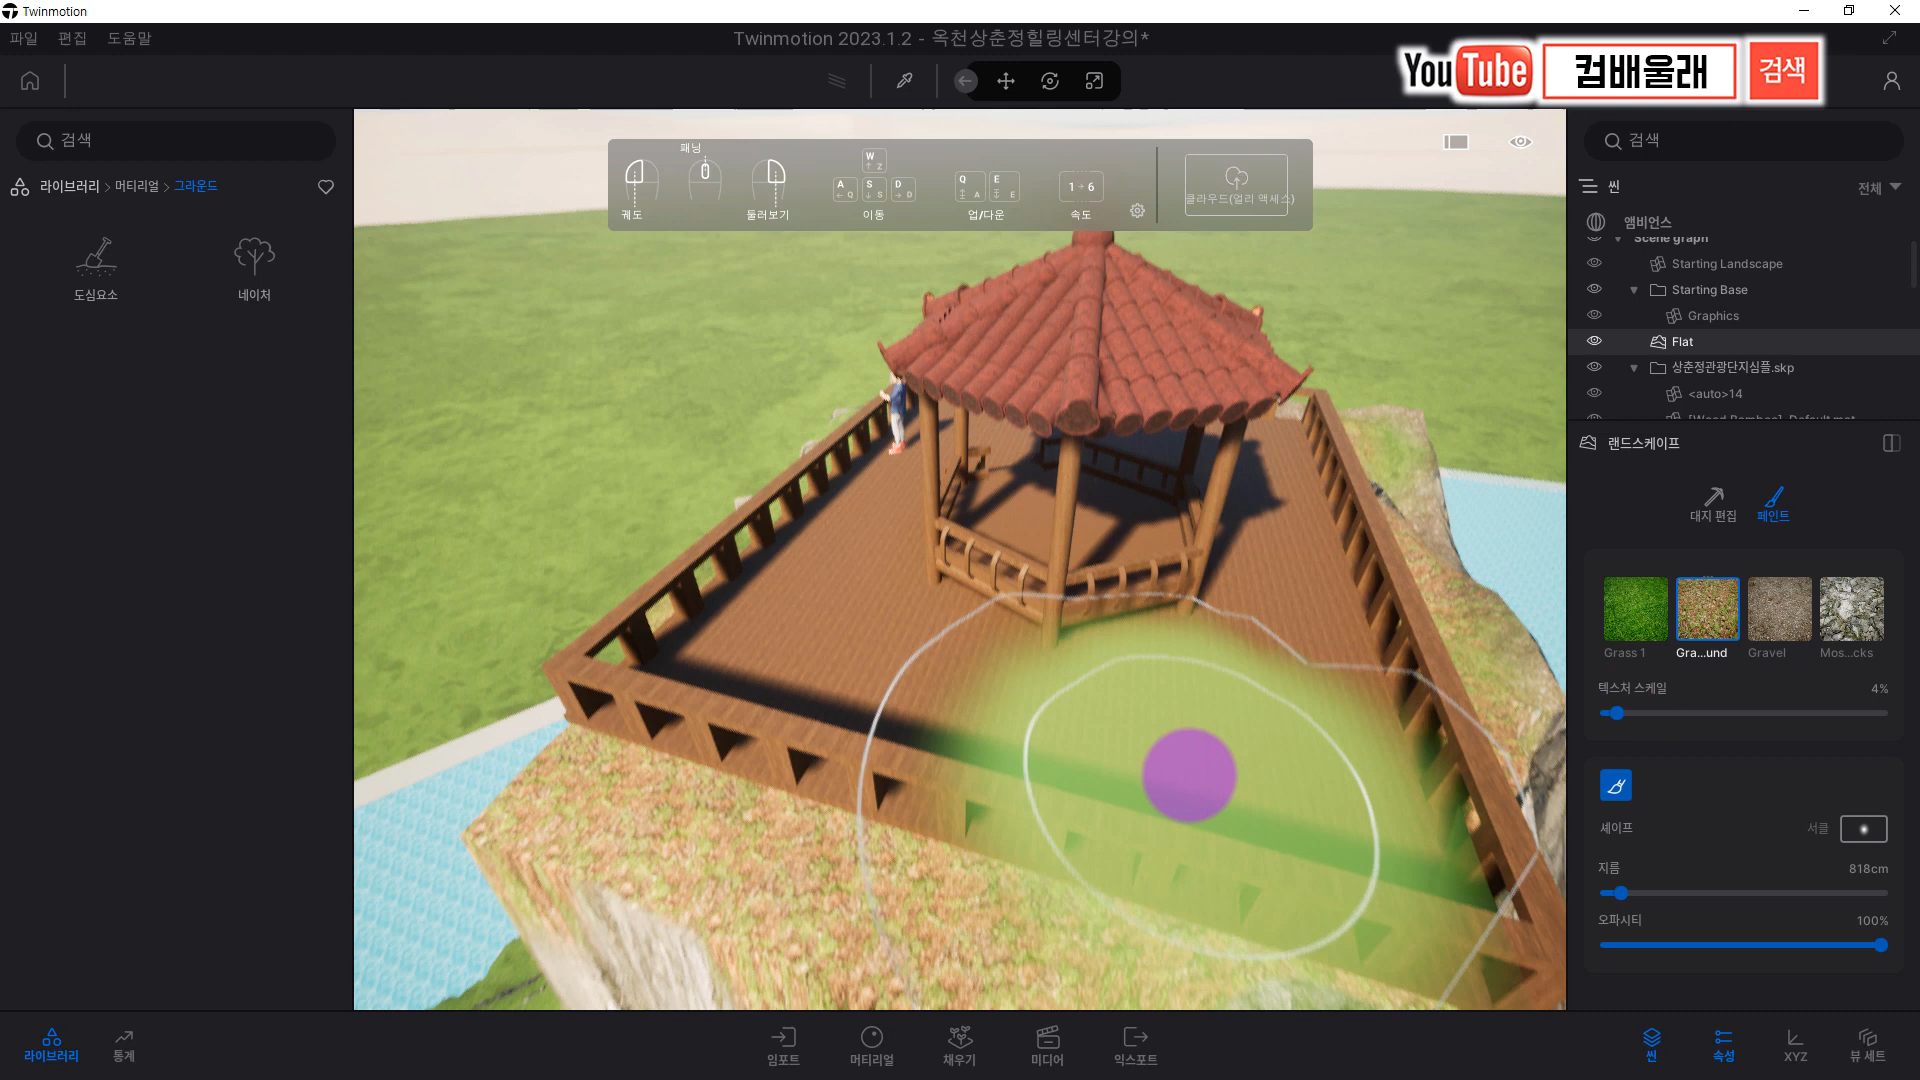 Twinmotion
파일 편집 도움말
Twinmotion 2023.1.2 - 옥천상춘정힐링센터강의*
YouTube 컴배울래 검색
검색
라이브러리 > 머티리얼 > 그라운드
도심요소 네이처
패닝
W
Z
A Q S S D D
Q A E E
1 6
궤도 둘러보기 이동 업/다운 속도
클라우드(얼리 액세스)
검색
씬 전체
앰비언스
Scene graph
Starting Landscape
Starting Base
Graphics
Flat
상춘정관광단지심플.skp
<auto>14
[Wood Bamboo]_Default mat
랜드스케이프
대지 편집 페인트
Grass 1 Gra...und Gravel Mos...cks
텍스처 스케일 4%
셰이프 서클
지름 818cm
오파시티 100%
라이브러리 통계 임포트 머티리얼 채우기 미디어 익스포트 씬 속성 XYZ 뷰 세트